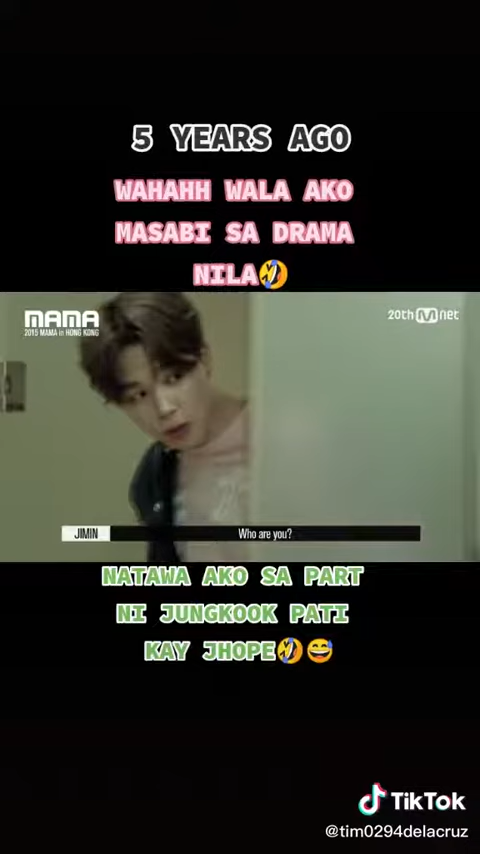 5 YEARS AGO
WAHAHH WALA AKO
MASABI SA DRAMA
NILA🤣
MAMA
2015 MAMA in HONG KONG
20th Mnet
JIMIN
Who are you?
NATAWA AKO SA PART
NI JUNGKOOK PATI
KAY JHOPE🤣😅
TikTok
@tim0294delacruz